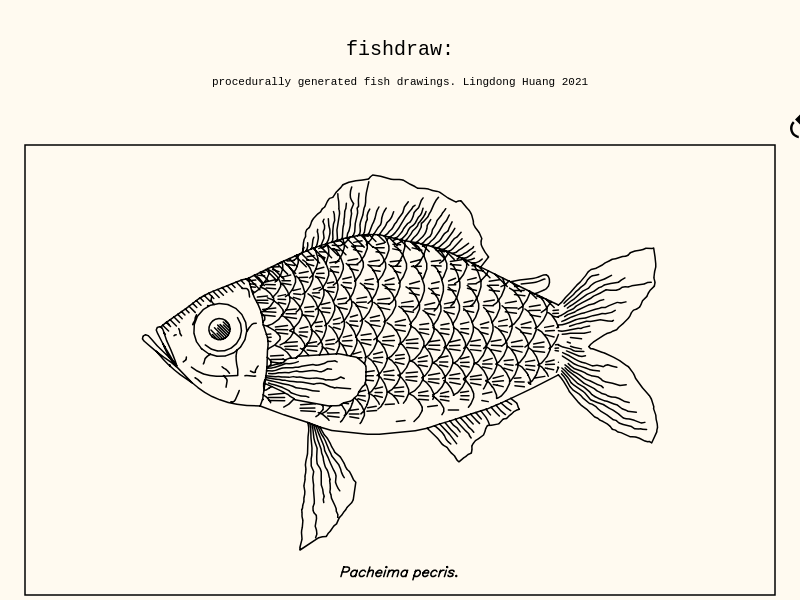 fishdraw:
procedurally generated fish drawings. Lingdong Huang 2021
Pacheima pecris.